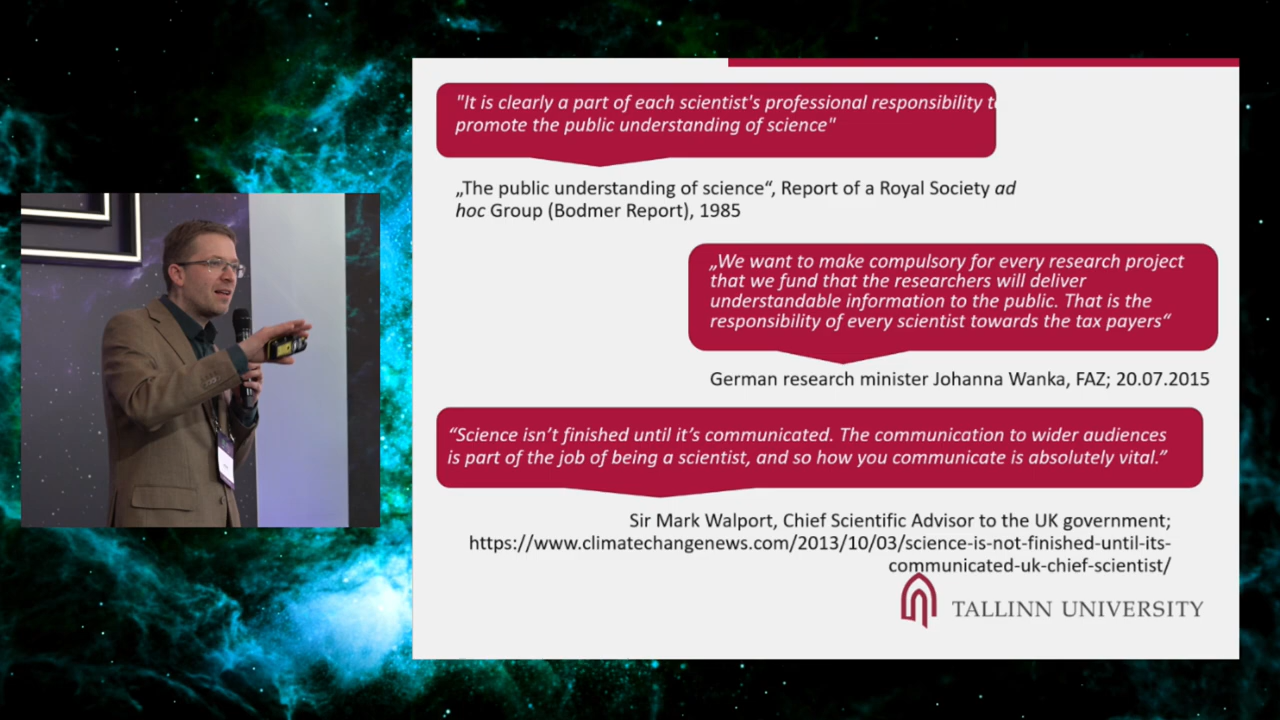 "It is clearly a part of each scientist's professional responsibility to
promote the public understanding of science"
„The public understanding of science“, Report of a Royal Society ad
hoc Group (Bodmer Report), 1985
„We want to make compulsory for every research project
that we fund that the researchers will deliver
understandable information to the public. That is the
responsibility of every scientist towards the tax payers“
German research minister Johanna Wanka, FAZ; 20.07.2015
“Science isn’t finished until it’s communicated. The communication to wider audiences
is part of the job of being a scientist, and so how you communicate is absolutely vital.”
Sir Mark Walport, Chief Scientific Advisor to the UK government;
https://www.climatechangenews.com/2013/10/03/science-is-not-finished-until-its-
communicated-uk-chief-scientist/
TALLINN UNIVERSITY